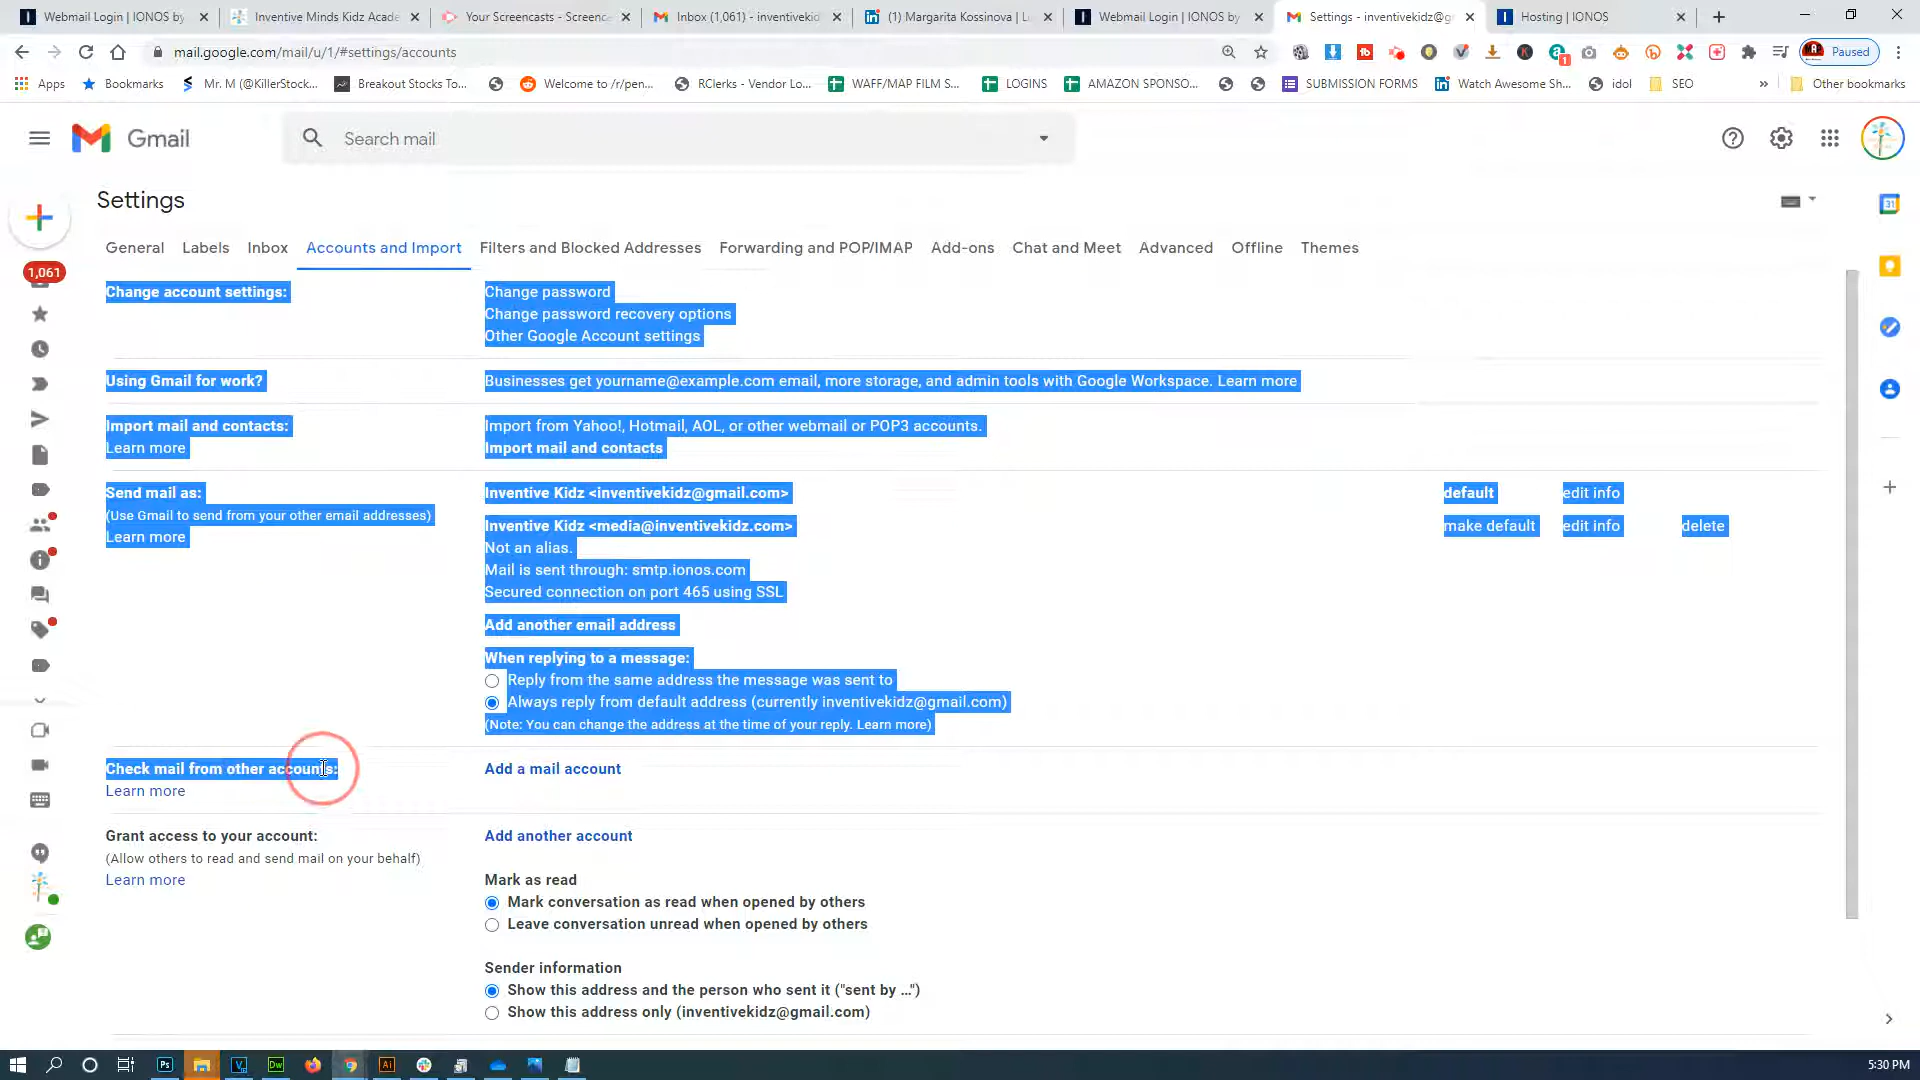 Webmail Login | IONOS by
Inventive Minds Kidz Acade
Your Screencasts - Screence
Inbox (1,061) - inventivekid
(1) Margarita Kossinova | L
Webmail Login | IONOS by
Settings - inventivekidz@g
Hosting | IONOS
mail.google.com/mail/u/1/#settings/accounts
Paused
Apps
Bookmarks
Mr. M (@KillerStock...
Breakout Stocks To...
Welcome to /r/pen...
RClerks - Vendor Lo...
WAFF/MAP FILM S...
LOGINS
AMAZON SPONSO...
SUBMISSION FORMS
Watch Awesome Sh...
idol
SEO
Other bookmarks
Gmail
Search mail
Settings
General
Labels
Inbox
Accounts and Import
Filters and Blocked Addresses
Forwarding and POP/IMAP
Add-ons
Chat and Meet
Advanced
Offline
Themes
1,061
Change account settings:
Change password
Change password recovery options
Other Google Account settings
Using Gmail for work?
Businesses get yourname@example.com email, more storage, and admin tools with Google Workspace. Learn more
Import mail and contacts:
Learn more
Import from Yahoo!, Hotmail, AOL, or other webmail or POP3 accounts.
Import mail and contacts
Send mail as:
(Use Gmail to send from your other email addresses)
Learn more
Inventive Kidz <inventivekidz@gmail.com>
default
edit info
Inventive Kidz <media@inventivekidz.com>
make default
edit info
delete
Not an alias.
Mail is sent through: smtp.ionos.com
Secured connection on port 465 using SSL
Add another email address
When replying to a message:
Reply from the same address the message was sent to
Always reply from default address (currently inventivekidz@gmail.com)
(Note: You can change the address at the time of your reply. Learn more)
Check mail from other accounts:
Learn more
Add a mail account
Grant access to your account:
(Allow others to read and send mail on your behalf)
Learn more
Add another account
Mark as read
Mark conversation as read when opened by others
Leave conversation unread when opened by others
Sender information
Show this address and the person who sent it ("sent by ...")
Show this address only (inventivekidz@gmail.com)
5:30 PM